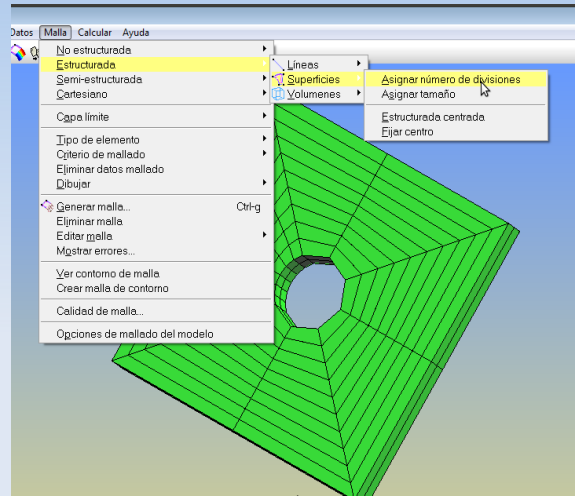 Datos Malla Calcular Ayuda
No estructurada
Estructurada
Semi-estructurada
Cartesiano
Capa límite
Tipo de elemento
Criterio de mallado
Eliminar datos mallado
Dibujar
Generar malla... Ctrl-g
Eliminar malla
Editar malla
Mostrar errores...
Ver contorno de malla
Crear malla de contorno
Calidad de malla...
Opciones de mallado del modelo
Líneas
Superficies
Volumenes
Asignar número de divisiones
Asignar tamaño
Estructurada centrada
Fijar centro